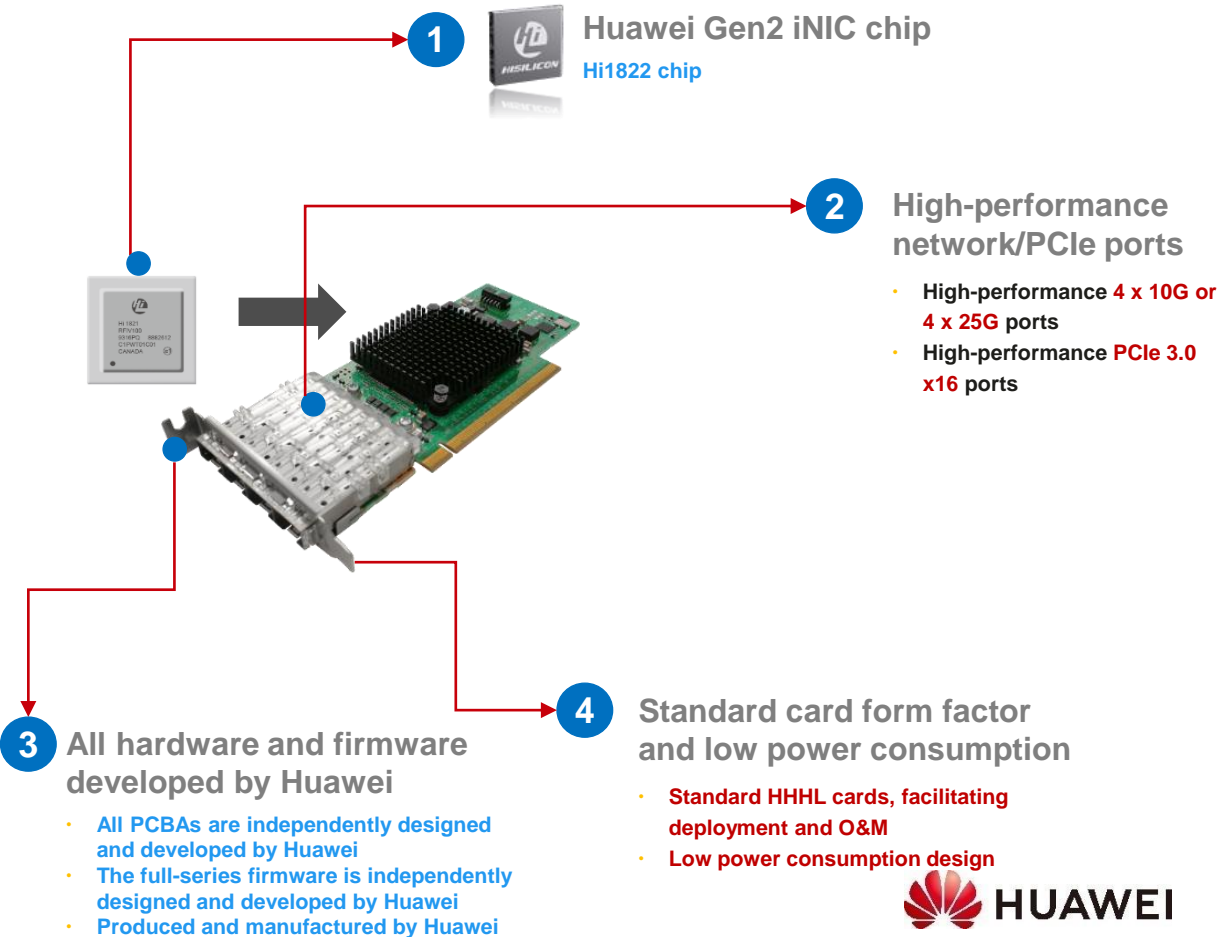 1
HISILICON
Huawei Gen2 iNIC chip
Hi1822 chip
2
High-performance
network/PCIe ports
· High-performance 4 x 10G or
4 x 25G ports
· High-performance PCIe 3.0
x16 ports
Hi1821
RFIV100
CANADA
3
All hardware and firmware
developed by Huawei
· All PCBAs are independently designed
and developed by Huawei
· The full-series firmware is independently
designed and developed by Huawei
· Produced and manufactured by Huawei
4
Standard card form factor
and low power consumption
· Standard HHHL cards, facilitating
deployment and O&M
· Low power consumption design
HUAWEI